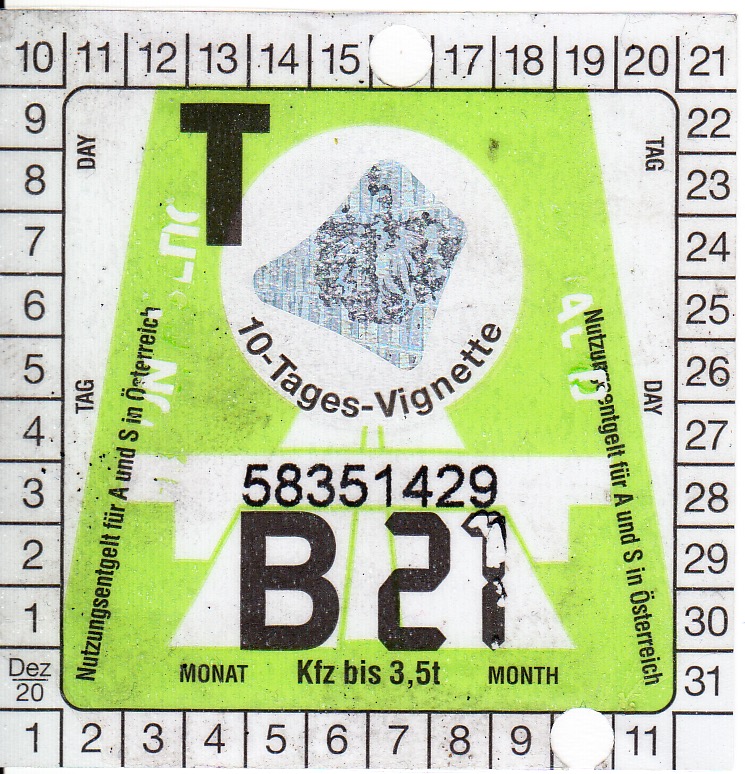 10 11 12 13 14 15 17 18 19 20 21
9 22
8 23
7 24
6 25
5 26
4 27
3 28
2 29
1 30
Dez
20
31
1 2 3 4 5 6 7 8 9 11
DAY
TAG
T
TAG
DAY
10-Tages-Vignette
Nutzungsentgelt für A und S in Österreich
Nutzungsentgelt für A und S in Österreich
58351429
B 21
MONAT Kfz bis 3,5t MONTH